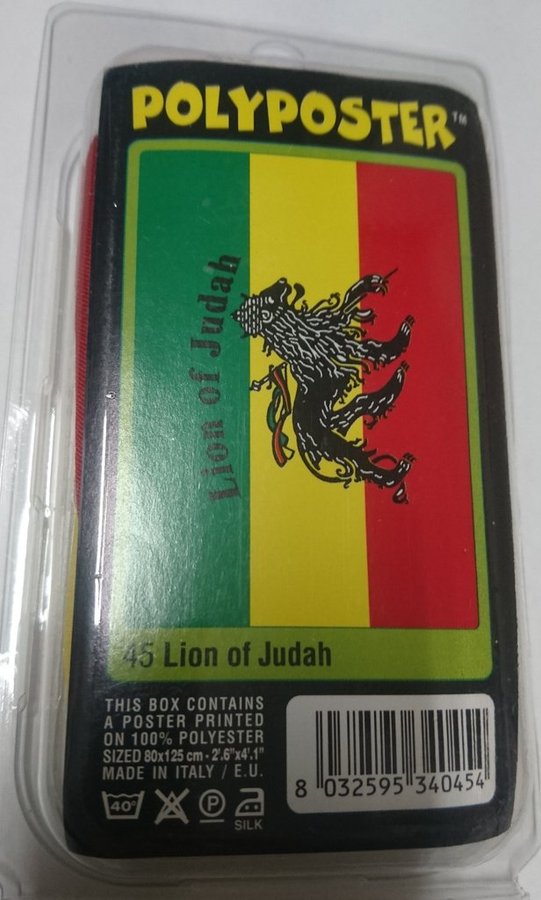 POLYPOSTER™
Lion of Judah
45 Lion of Judah
THIS BOX CONTAINS
A POSTER PRINTED
ON 100% POLYESTER
SIZED 80x125 cm - 2'.6"x4'.1"
MADE IN ITALY / E.U.
40°
P
SILK
8 032595 340454